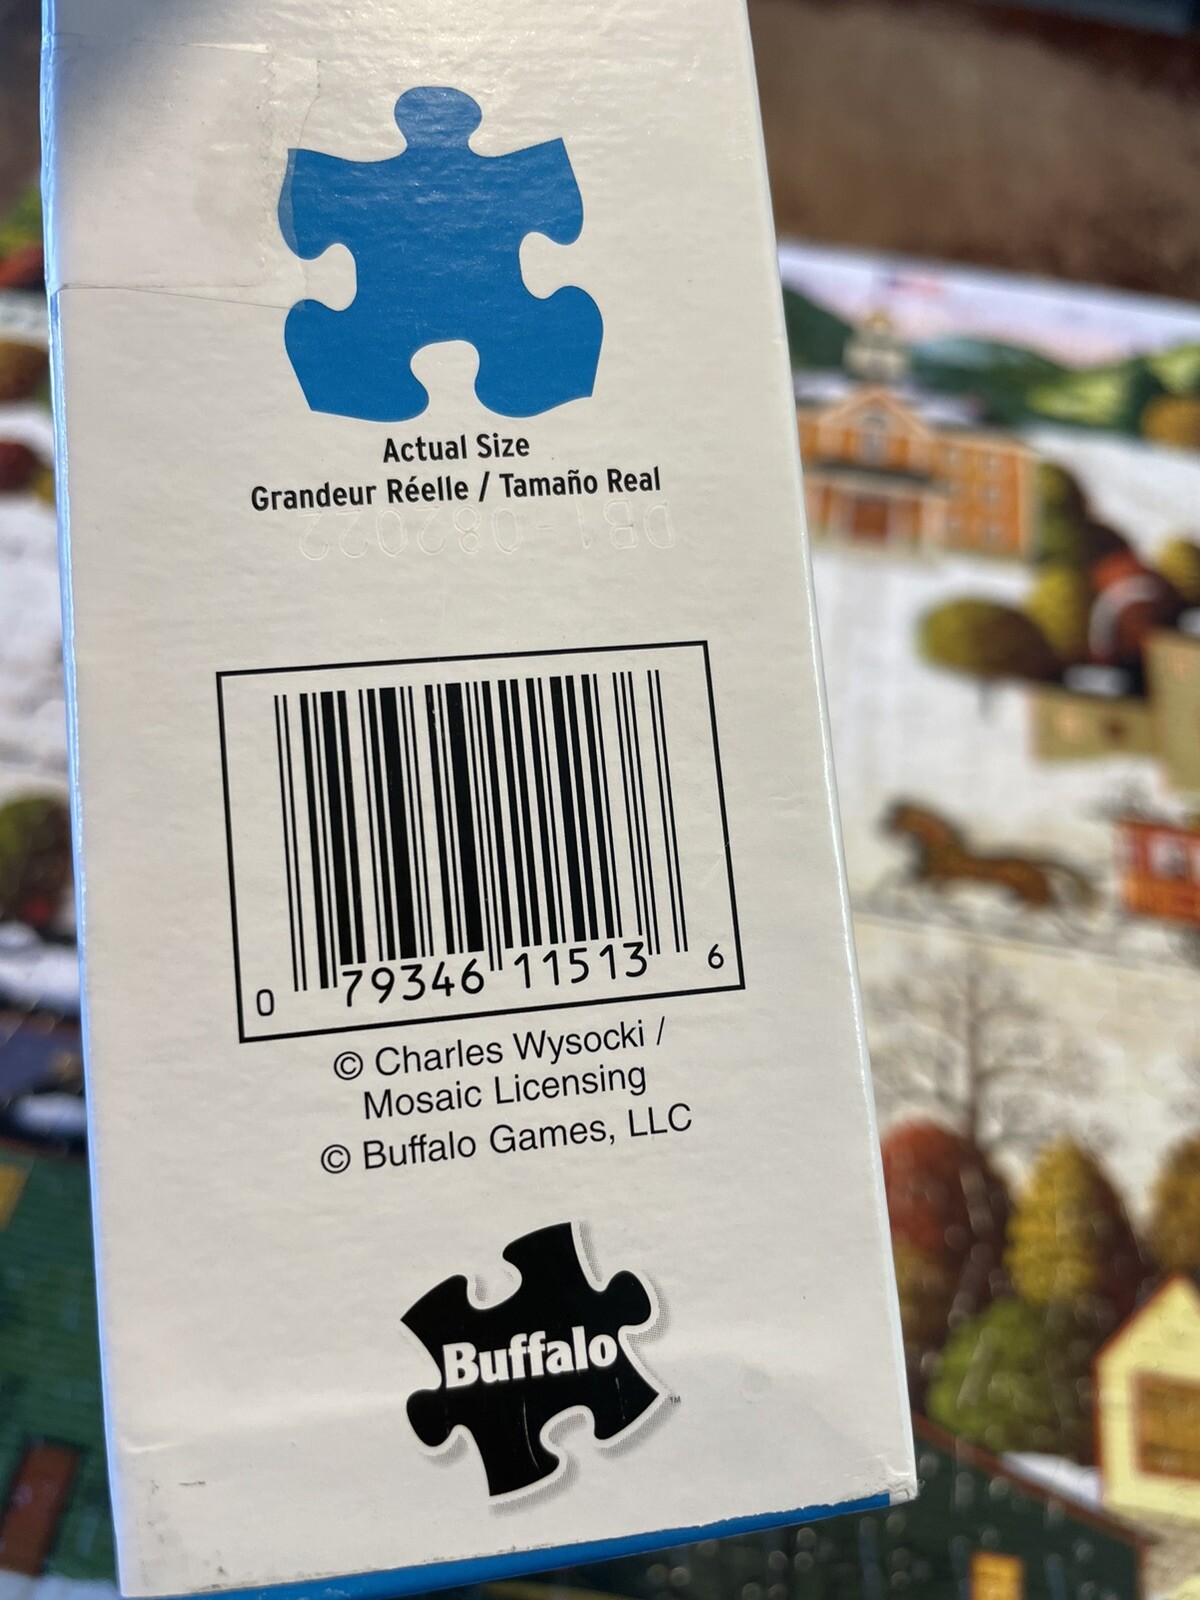 Actual Size
Grandeur Réelle / Tamaño Real
DB1-082022
0 79346 11513 6
© Charles Wysocki /
Mosaic Licensing
© Buffalo Games, LLC
Buffalo™